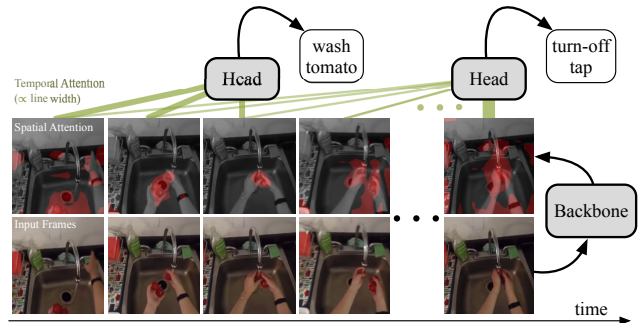 wash
tomato
turn-off
tap
Head
Head
Temporal Attention
(∝ line width)
Spatial Attention
Input Frames
Backbone
time